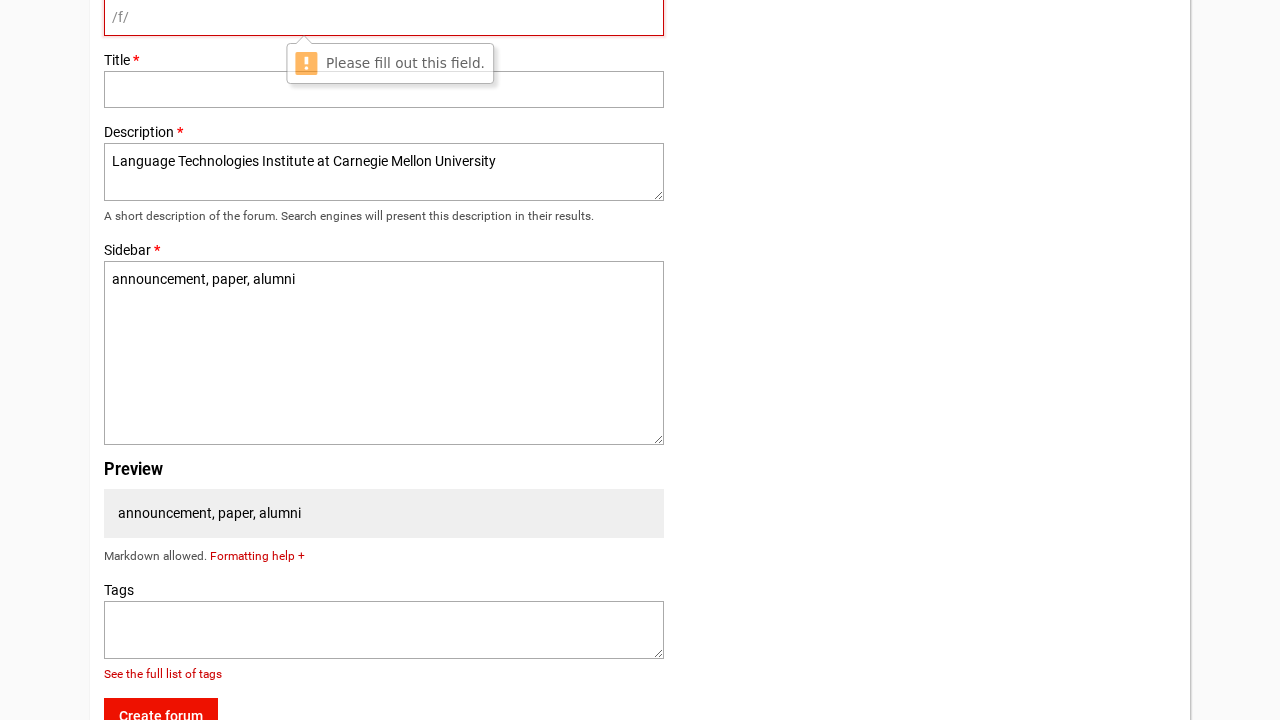 /f/
Please fill out this field.
Title *
Description *
Language Technologies Institute at Carnegie Mellon University
A short description of the forum. Search engines will present this description in their results.
Sidebar *
announcement, paper, alumni
Preview
announcement, paper, alumni
Markdown allowed. Formatting help +
Tags
See the full list of tags
Create forum